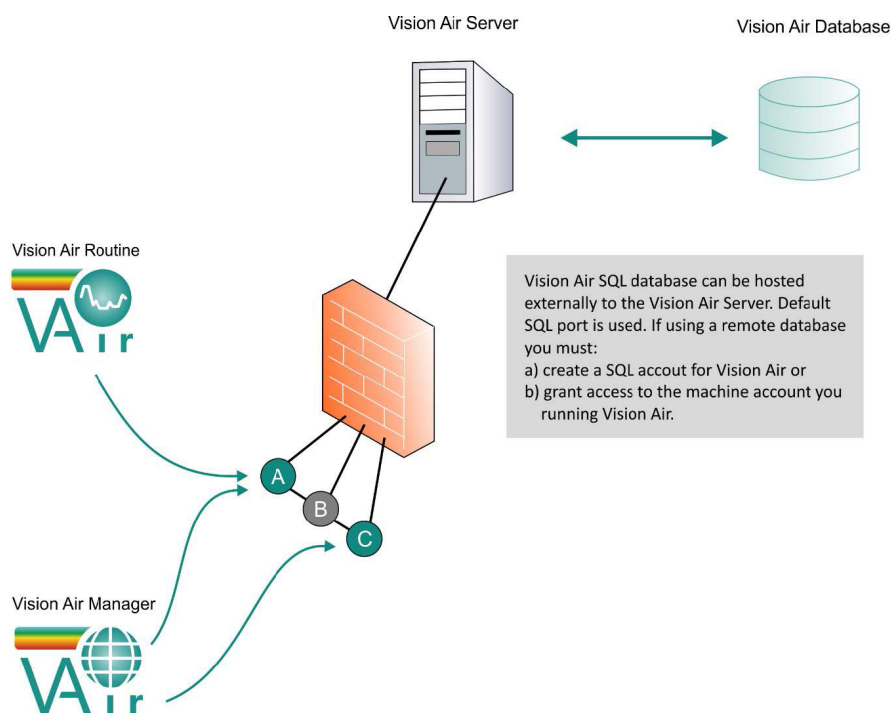 Vision Air Server
Vision Air Database
Vision Air Routine
VAir
Vision Air SQL database can be hosted
externally to the Vision Air Server. Default
SQL port is used. If using a remote database
you must:
a) create a SQL accout for Vision Air or
b) grant access to the machine account you
running Vision Air.
A
B
C
Vision Air Manager
VAir